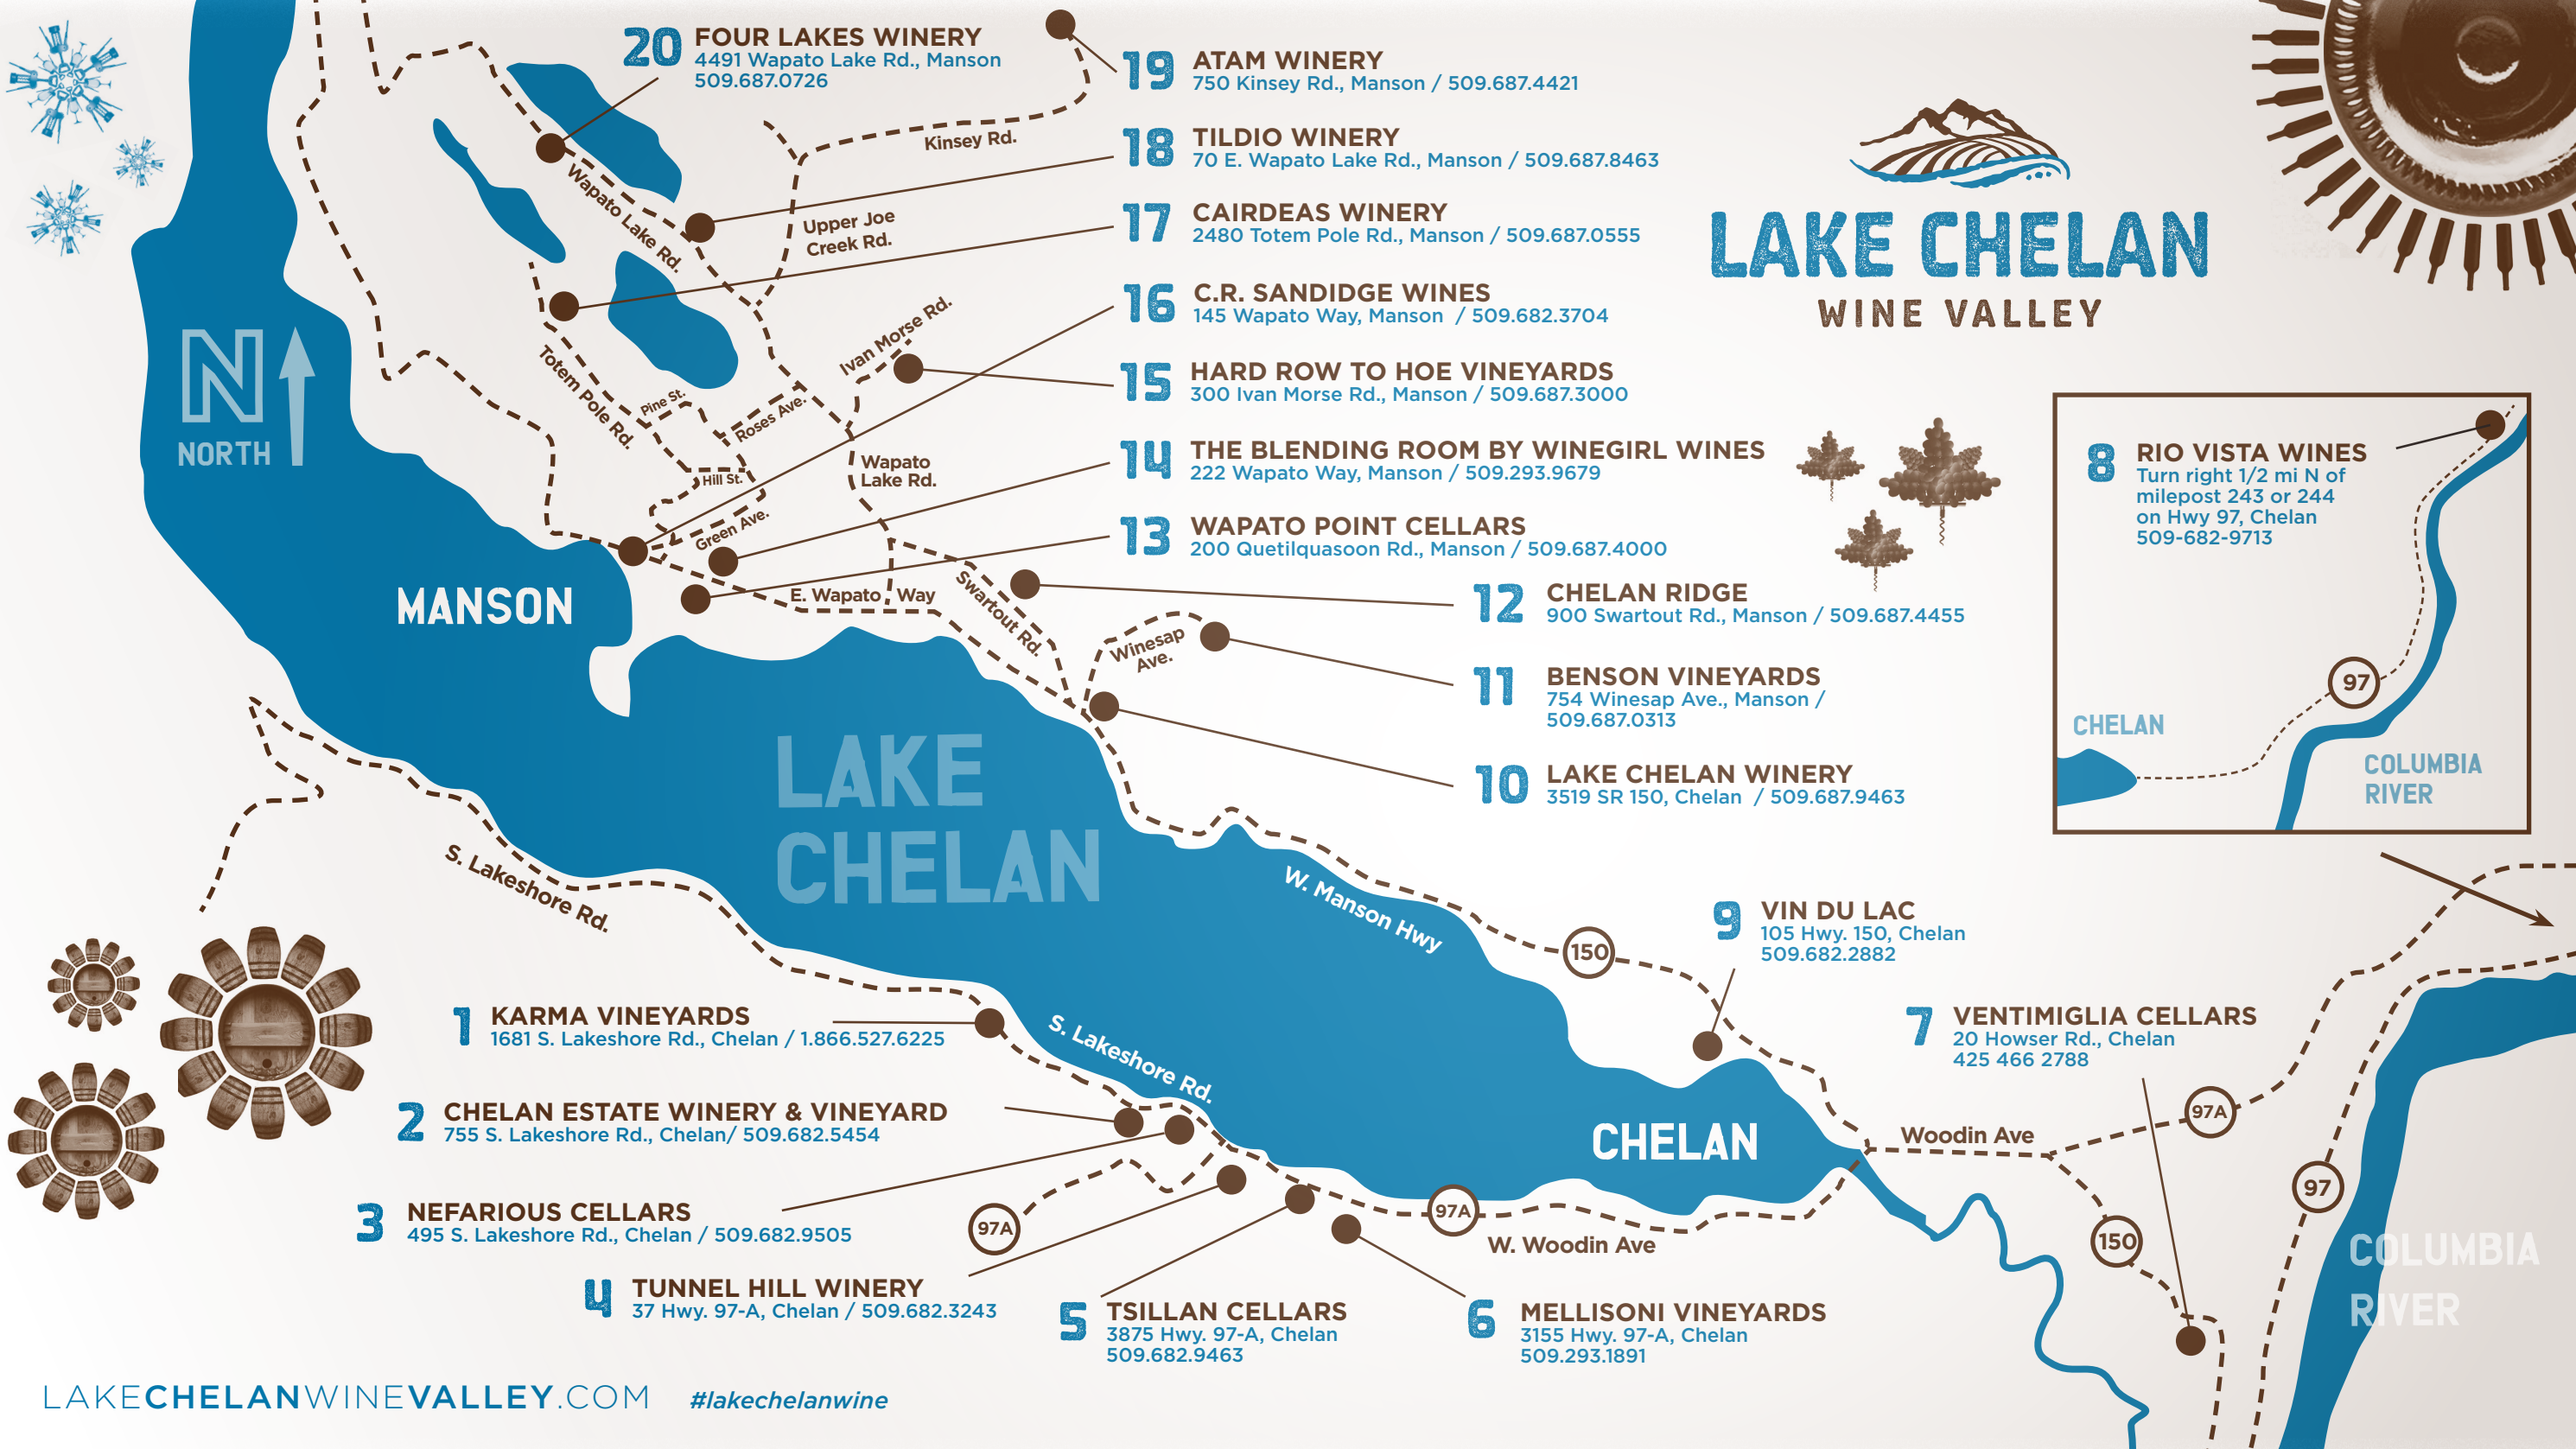 20 FOUR LAKES WINERY
4491 Wapato Lake Rd., Manson
509.687.0726
19 ATAM WINERY
750 Kinsey Rd., Manson / 509.687.4421
18 TILDIO WINERY
70 E. Wapato Lake Rd., Manson / 509.687.8463
17 CAIRDEAS WINERY
2480 Totem Pole Rd., Manson / 509.687.0555
16 C.R. SANDIDGE WINES
145 Wapato Way, Manson / 509.682.3704
15 HARD ROW TO HOE VINEYARDS
300 Ivan Morse Rd., Manson / 509.687.3000
14 THE BLENDING ROOM BY WINEGIRL WINES
222 Wapato Way, Manson / 509.293.9679
13 WAPATO POINT CELLARS
200 Quetilquasoon Rd., Manson / 509.687.4000
12 CHELAN RIDGE
900 Swartout Rd., Manson / 509.687.4455
11 BENSON VINEYARDS
754 Winesap Ave., Manson /
509.687.0313
10 LAKE CHELAN WINERY
3519 SR 150, Chelan / 509.687.9463
LAKE CHELAN
WINE VALLEY
8 RIO VISTA WINES
Turn right 1/2 mi N of
milepost 243 or 244
on Hwy 97, Chelan
509-682-9713
97
CHELAN
COLUMBIA
RIVER
Kinsey Rd.
Wapato Lake Rd.
Upper Joe
Creek Rd.
Ivan Morse Rd.
Totem Pole Rd.
Pine St.
Roses Ave.
Hill St.
Wapato
Lake Rd.
Green Ave.
E. Wapato Way
Swartout Rd.
Winesap
Ave.
N
NORTH
MANSON
LAKE
CHELAN
S. Lakeshore Rd.
W. Manson Hwy
150
9 VIN DU LAC
105 Hwy. 150, Chelan
509.682.2882
7 VENTIMIGLIA CELLARS
20 Howser Rd., Chelan
425 466 2788
1 KARMA VINEYARDS
1681 S. Lakeshore Rd., Chelan / 1.866.527.6225
S. Lakeshore Rd.
2 CHELAN ESTATE WINERY & VINEYARD
755 S. Lakeshore Rd., Chelan/ 509.682.5454
3 NEFARIOUS CELLARS
495 S. Lakeshore Rd., Chelan / 509.682.9505
97A
4 TUNNEL HILL WINERY
37 Hwy. 97-A, Chelan / 509.682.3243
5 TSILLAN CELLARS
3875 Hwy. 97-A, Chelan
509.682.9463
6 MELLISONI VINEYARDS
3155 Hwy. 97-A, Chelan
509.293.1891
CHELAN
97A
W. Woodin Ave
Woodin Ave
97A
97
150
COLUMBIA
RIVER
LAKECHELANWINEVALLEY.COM #lakechelanwine